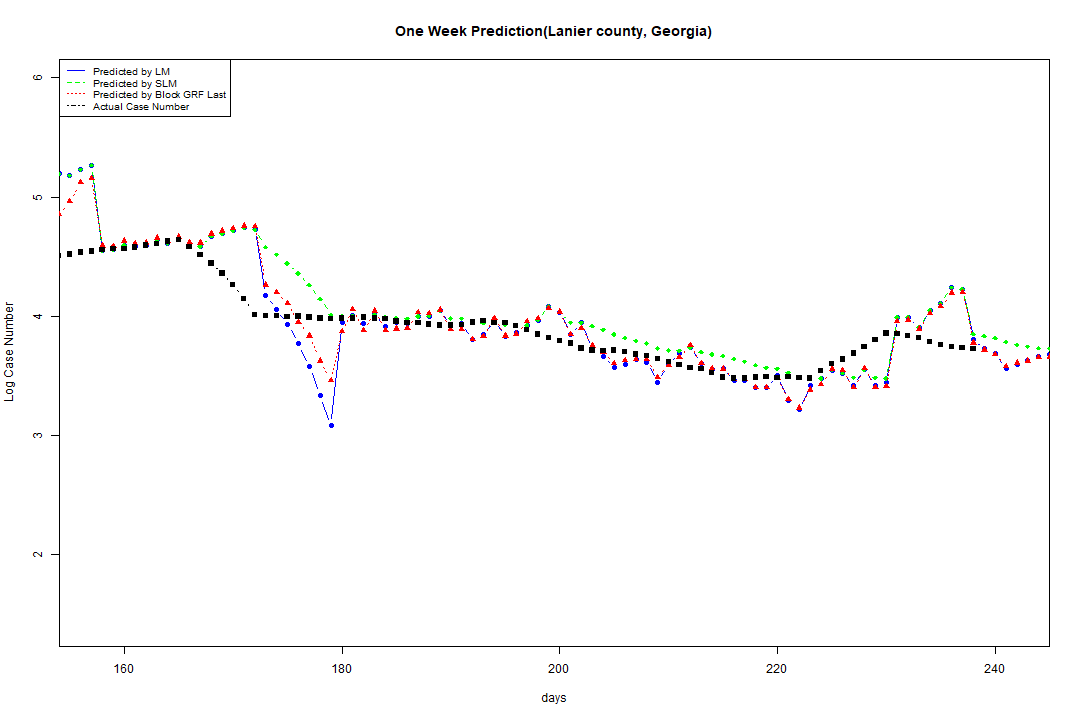 One Week Prediction(Lanier county, Georgia)
Predicted by LM
Predicted by SLM
Predicted by Block GRF Last
Actual Case Number
6
5
4
3
2
Log Case Number
160 180 200 220 240
days